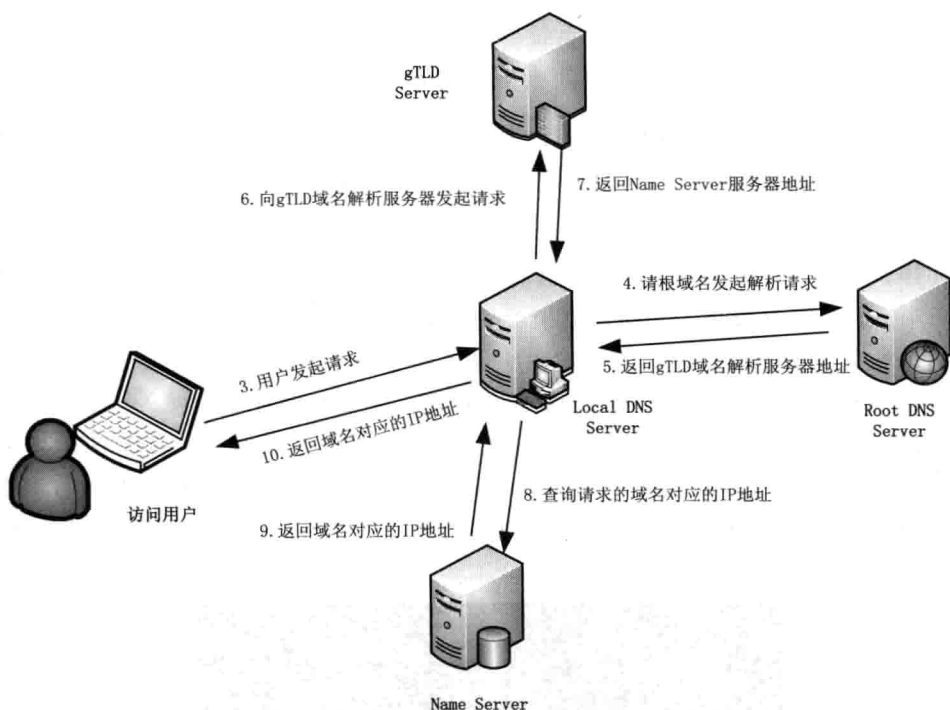 gTLD
Server
6.向gTLD域名解析服务器发起请求
7.返回Name Server服务器地址
4.请根域名发起解析请求
5.返回gTLD域名解析服务器地址
3.用户发起请求
10.返回域名对应的IP地址
Local DNS
Server
Root DNS
Server
访问用户
8.查询请求的域名对应的IP地址
9.返回域名对应的IP地址
Name Server